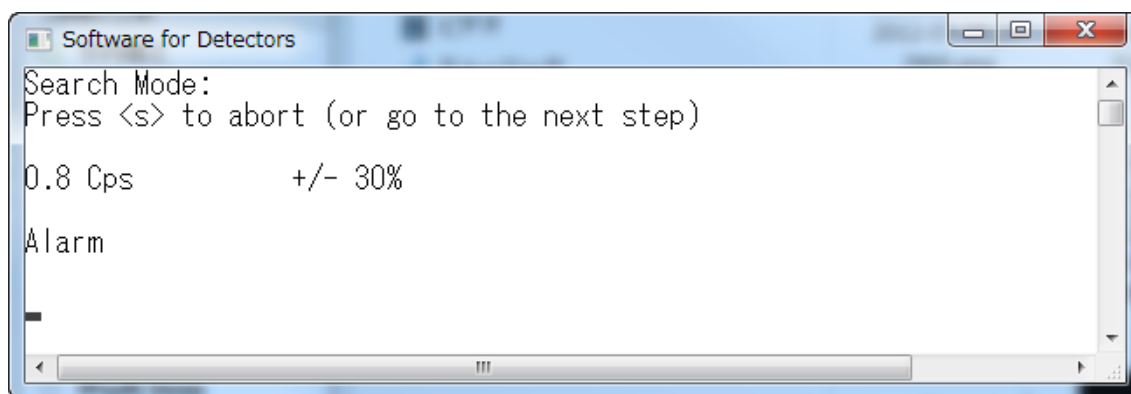 Software for Detectors
Search Mode:
Press <s> to abort (or go to the next step)
0.8 Cps +/- 30%
Alarm